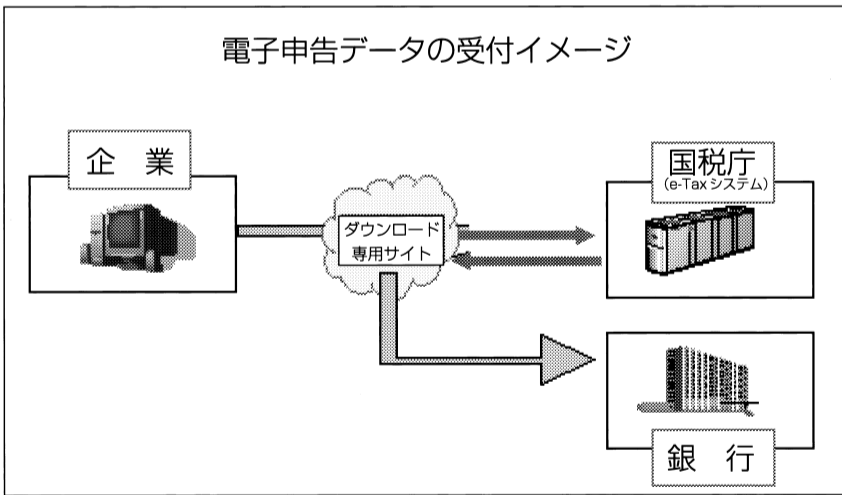 電子申告データの受付イメージ
企　業
国税庁
（e-Taxシステム）
ダウンロード
専用サイト
銀　行